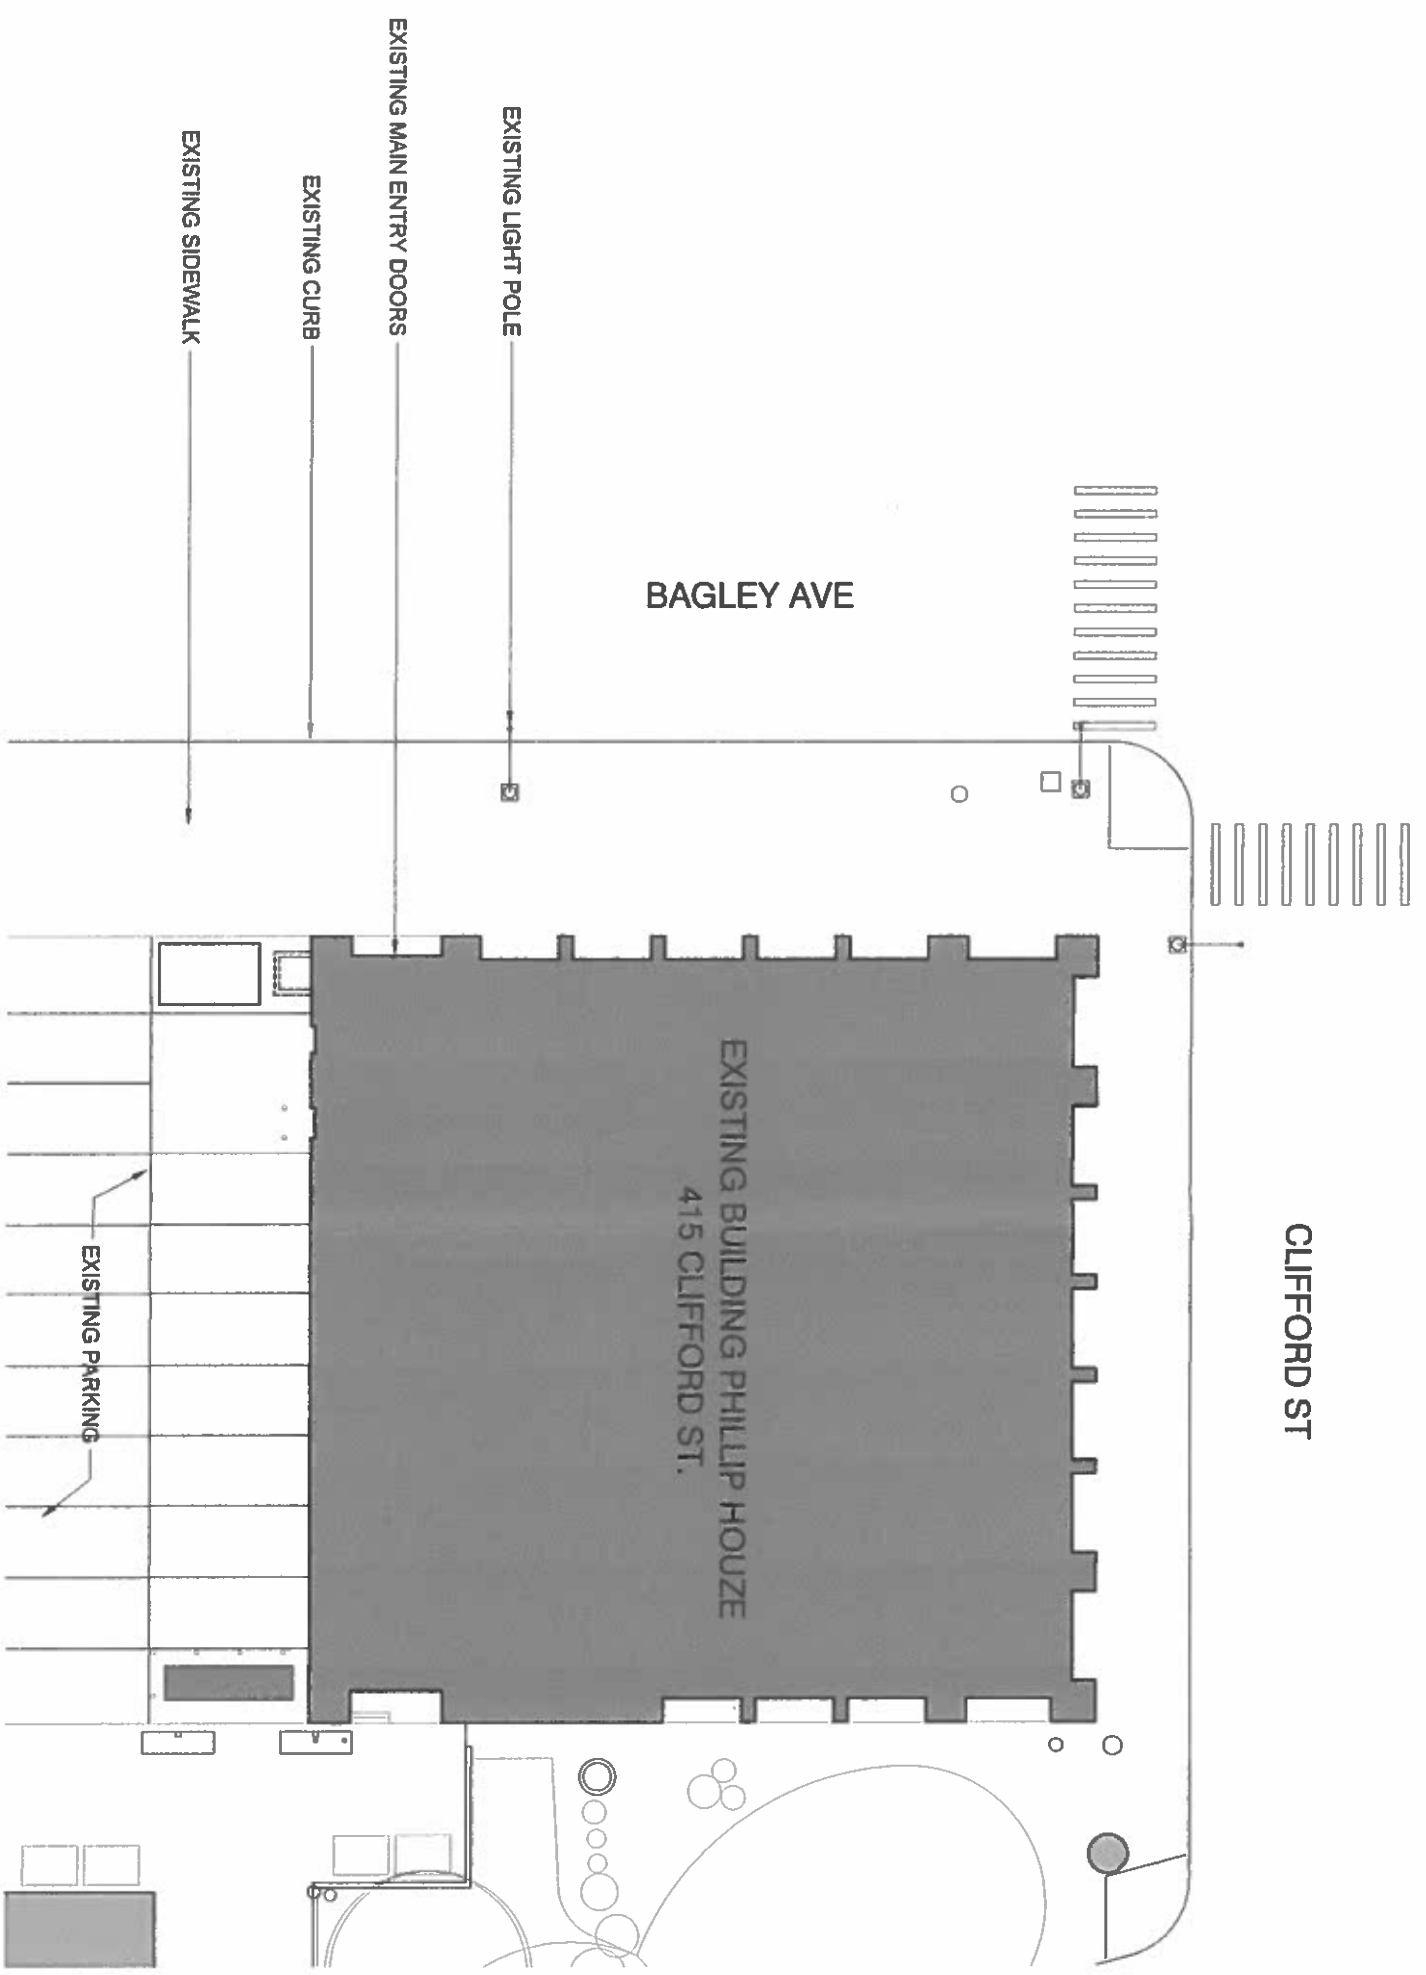 EXISTING LIGHT POLE
EXISTING MAIN ENTRY DOORS
EXISTING CURB
EXISTING SIDEWALK
BAGLEY AVE
CLIFFORD ST
EXISTING BUILDING PHILLIP HOUZE
415 CLIFFORD ST.
EXISTING PARKING